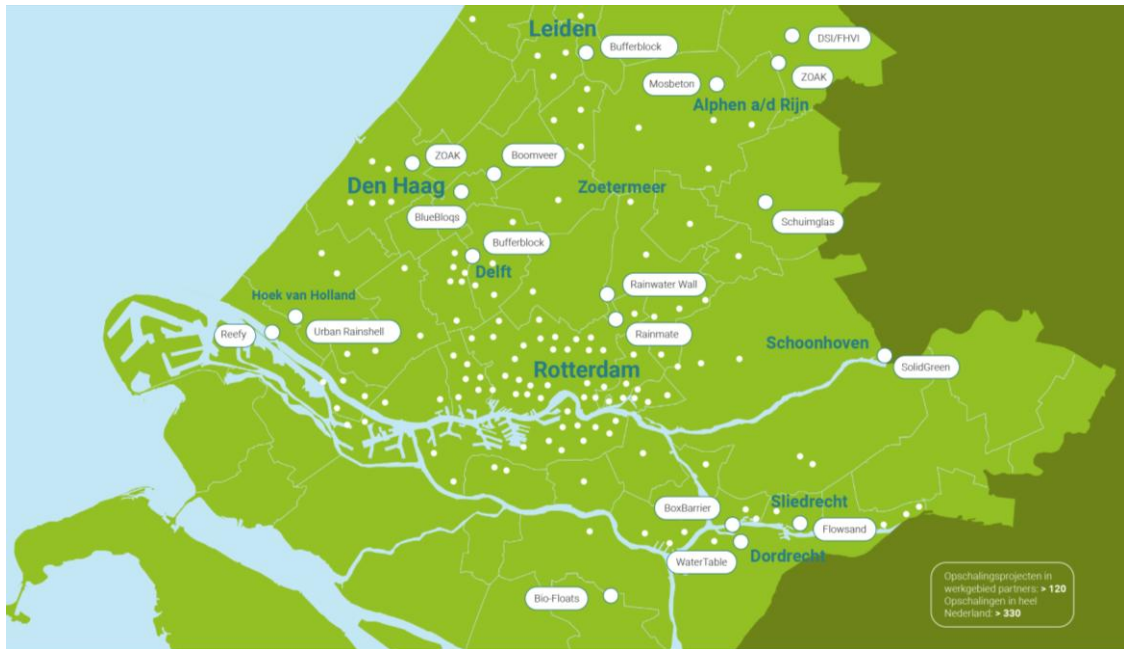 Leiden
Bufferblock
DSI/FHVI
ZOAK
Mosbeton
Alphen a/d Rijn
ZOAK
Boomveer
Den Haag
Zoetermeer
BlueBloqs
Schuimglas
Bufferblock
Delft
Rainwater Wall
Hoek van Holland
Reefy
Urban Rainshell
Rainmate
Schoonhoven
Rotterdam
SolidGreen
BoxBarrier
Sliedrecht
Flowsand
WaterTable
Dordrecht
Bio-Floats
Opschalingsprojecten in
werkgebied partners: > 120
Opschalingen in heel
Nederland: > 330